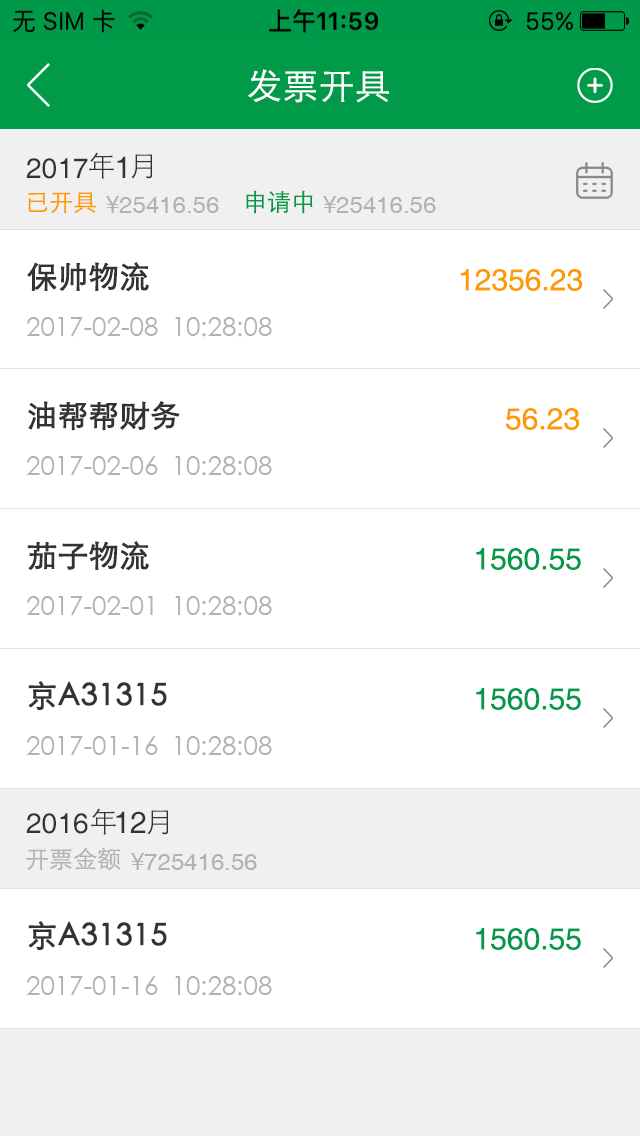 无 SIM 卡 上午11:59 55%
发票开具
2017年1月
已开具 ¥25416.56 申请中 ¥25416.56
保帅物流 12356.23
2017-02-08 10:28:08
油帮帮财务 56.23
2017-02-06 10:28:08
茄子物流 1560.55
2017-02-01 10:28:08
京A31315 1560.55
2017-01-16 10:28:08
2016年12月
开票金额 ¥725416.56
京A31315 1560.55
2017-01-16 10:28:08